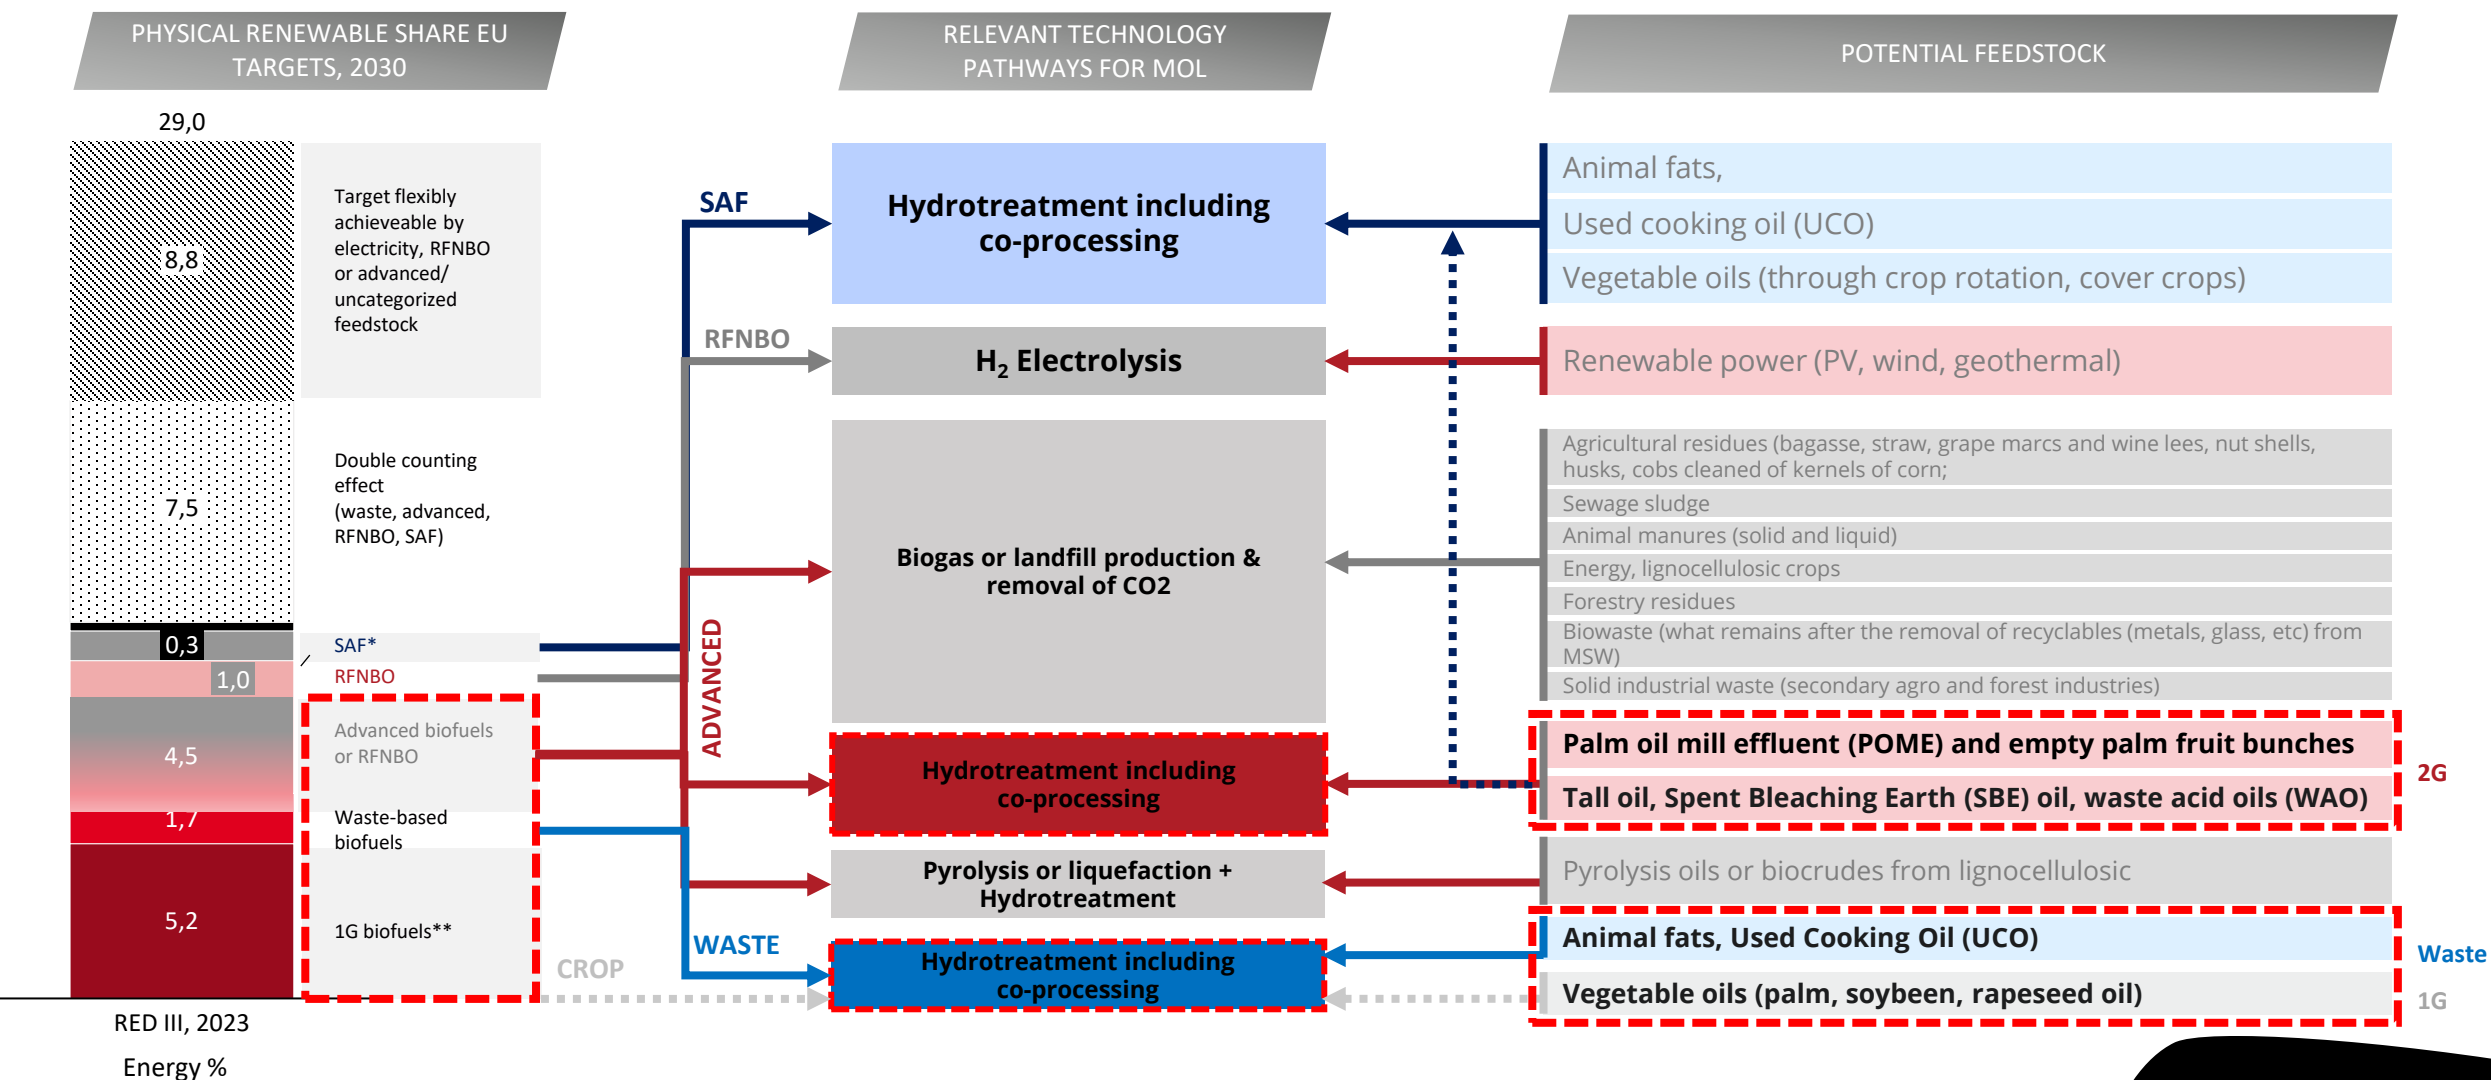 PHYSICAL RENEWABLE SHARE EU
TARGETS, 2030
RELEVANT TECHNOLOGY
PATHWAYS FOR MOL
POTENTIAL FEEDSTOCK
29,0
8,8
7,5
0,3
1,0
4,5
1,7
5,2
RED III, 2023
Energy %
Target flexibly
achieveable by
electricity, RFNBO
or advanced/
uncategorized
feedstock
Double counting
effect
(waste, advanced,
RFNBO, SAF)
SAF*
RFNBO
Advanced biofuels
or RFNBO
Waste-based
biofuels
1G biofuels**
SAF
RFNBO
ADVANCED
WASTE
CROP
Hydrotreatment including
co-processing
H₂ Electrolysis
Biogas or landfill production &
removal of CO2
Hydrotreatment including
co-processing
Pyrolysis or liquefaction +
Hydrotreatment
Hydrotreatment including
co-processing
Animal fats,
Used cooking oil (UCO)
Vegetable oils (through crop rotation, cover crops)
Renewable power (PV, wind, geothermal)
Agricultural residues (bagasse, straw, grape marcs and wine lees, nut shells,
husks, cobs cleaned of kernels of corn;
Sewage sludge
Animal manures (solid and liquid)
Energy, lignocellulosic crops
Forestry residues
Biowaste (what remains after the removal of recyclables (metals, glass, etc) from
MSW)
Solid industrial waste (secondary agro and forest industries)
Palm oil mill effluent (POME) and empty palm fruit bunches
Tall oil, Spent Bleaching Earth (SBE) oil, waste acid oils (WAO)
2G
Pyrolysis oils or biocrudes from lignocellulosic
Animal fats, Used Cooking Oil (UCO)
Waste
Vegetable oils (palm, soybeen, rapeseed oil)
1G